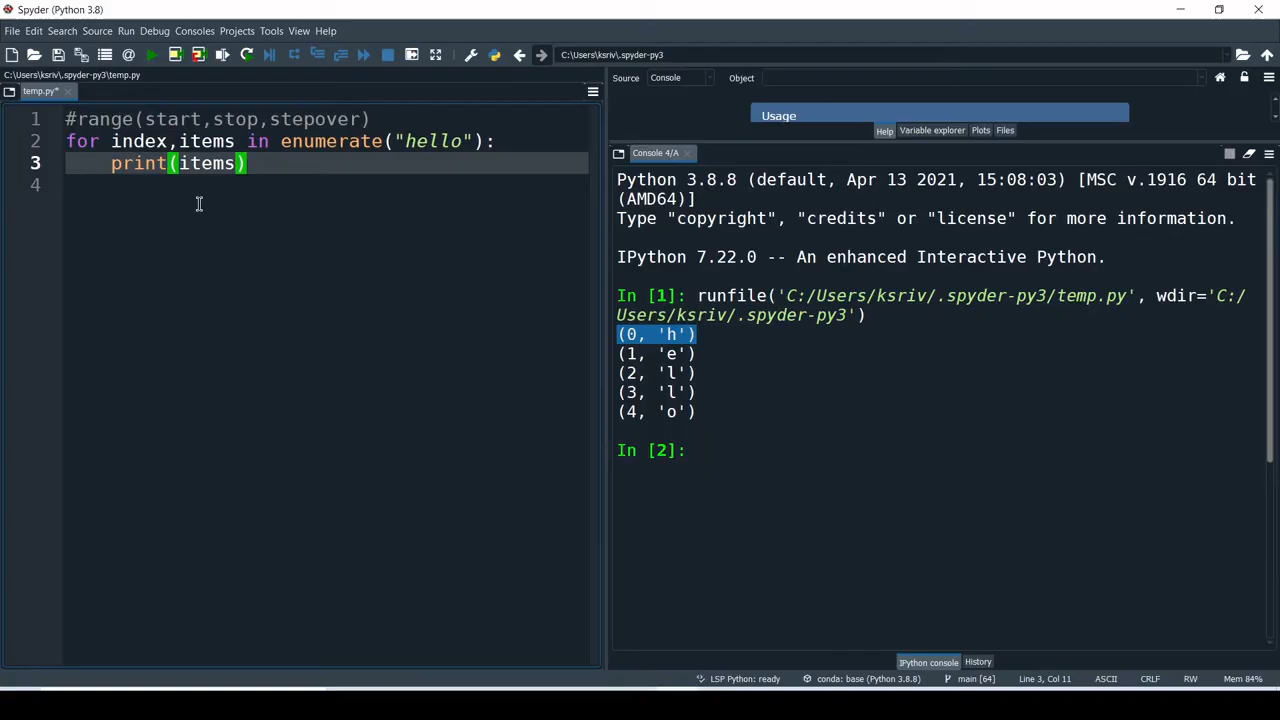 Spyder (Python 3.8)
File Edit Search Source Run Debug Consoles Projects Tools View Help
C:\Users\ksriv\.spyder-py3
C:\Users\ksriv\.spyder-py3\temp.py
temp.py*
1 #range(start,stop,stepover)
2 for index,items in enumerate("hello"):
3 print(items)
4
Source Console Object
Usage
Help Variable explorer Plots Files
Console 4/A
Python 3.8.8 (default, Apr 13 2021, 15:08:03) [MSC v.1916 64 bit
(AMD64)]
Type "copyright", "credits" or "license" for more information.
IPython 7.22.0 -- An enhanced Interactive Python.
In [1]: runfile('C:/Users/ksriv/.spyder-py3/temp.py', wdir='C:/
Users/ksriv/.spyder-py3')
(0, 'h')
(1, 'e')
(2, 'l')
(3, 'l')
(4, 'o')
In [2]:
IPython console History
LSP Python: ready conda: base (Python 3.8.8) main [64] Line 3, Col 11 ASCII CRLF RW Mem 84%